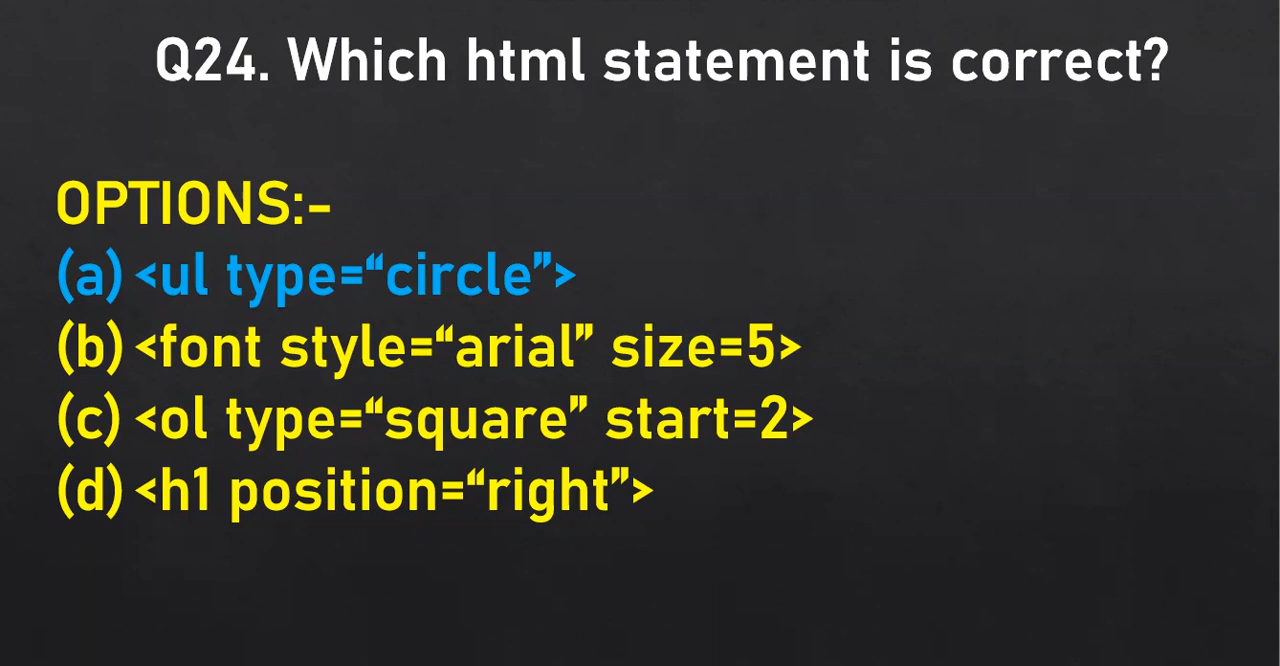 Q24. Which html statement is correct?
OPTIONS:-
(a) <ul type=“circle”>
(b) <font style=“arial” size=5>
(c) <ol type=“square” start=2>
(d) <h1 position=“right”>